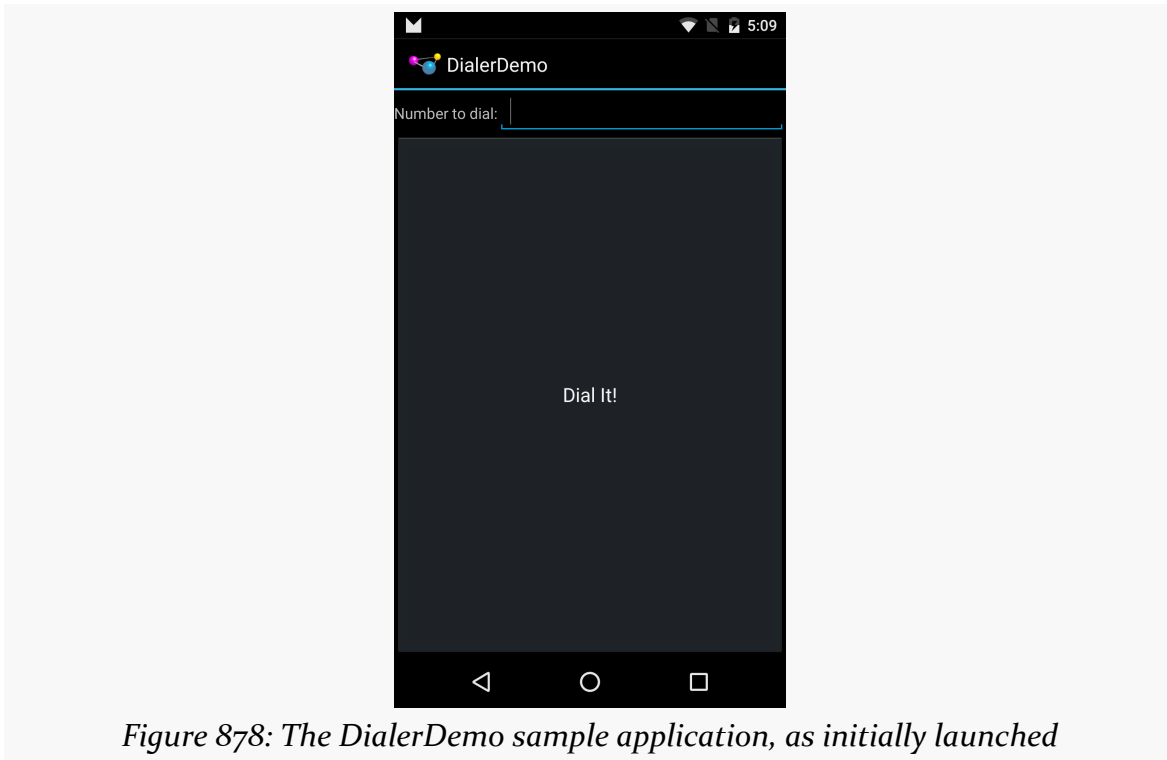 5:09
DialerDemo
Number to dial:
Dial It!
Figure 878: The DialerDemo sample application, as initially launched